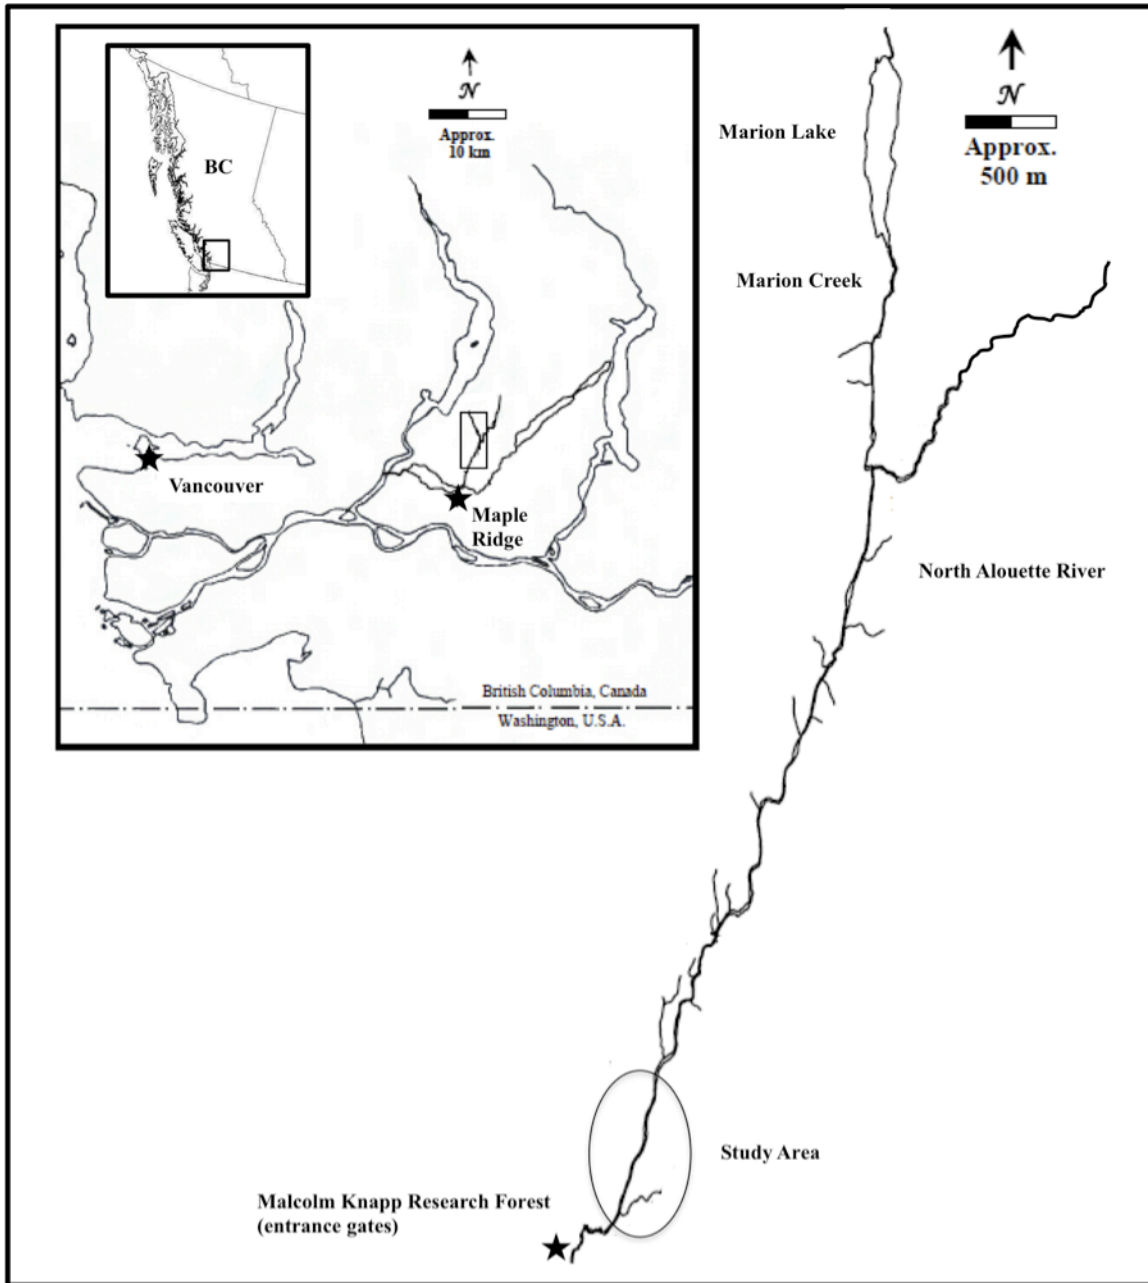 BC
N
Approx.
10 km
Vancouver
Maple
Ridge
British Columbia, Canada
Washington, U.S.A.
N
Approx.
500 m
Marion Lake
Marion Creek
North Alouette River
Study Area
Malcolm Knapp Research Forest
(entrance gates)